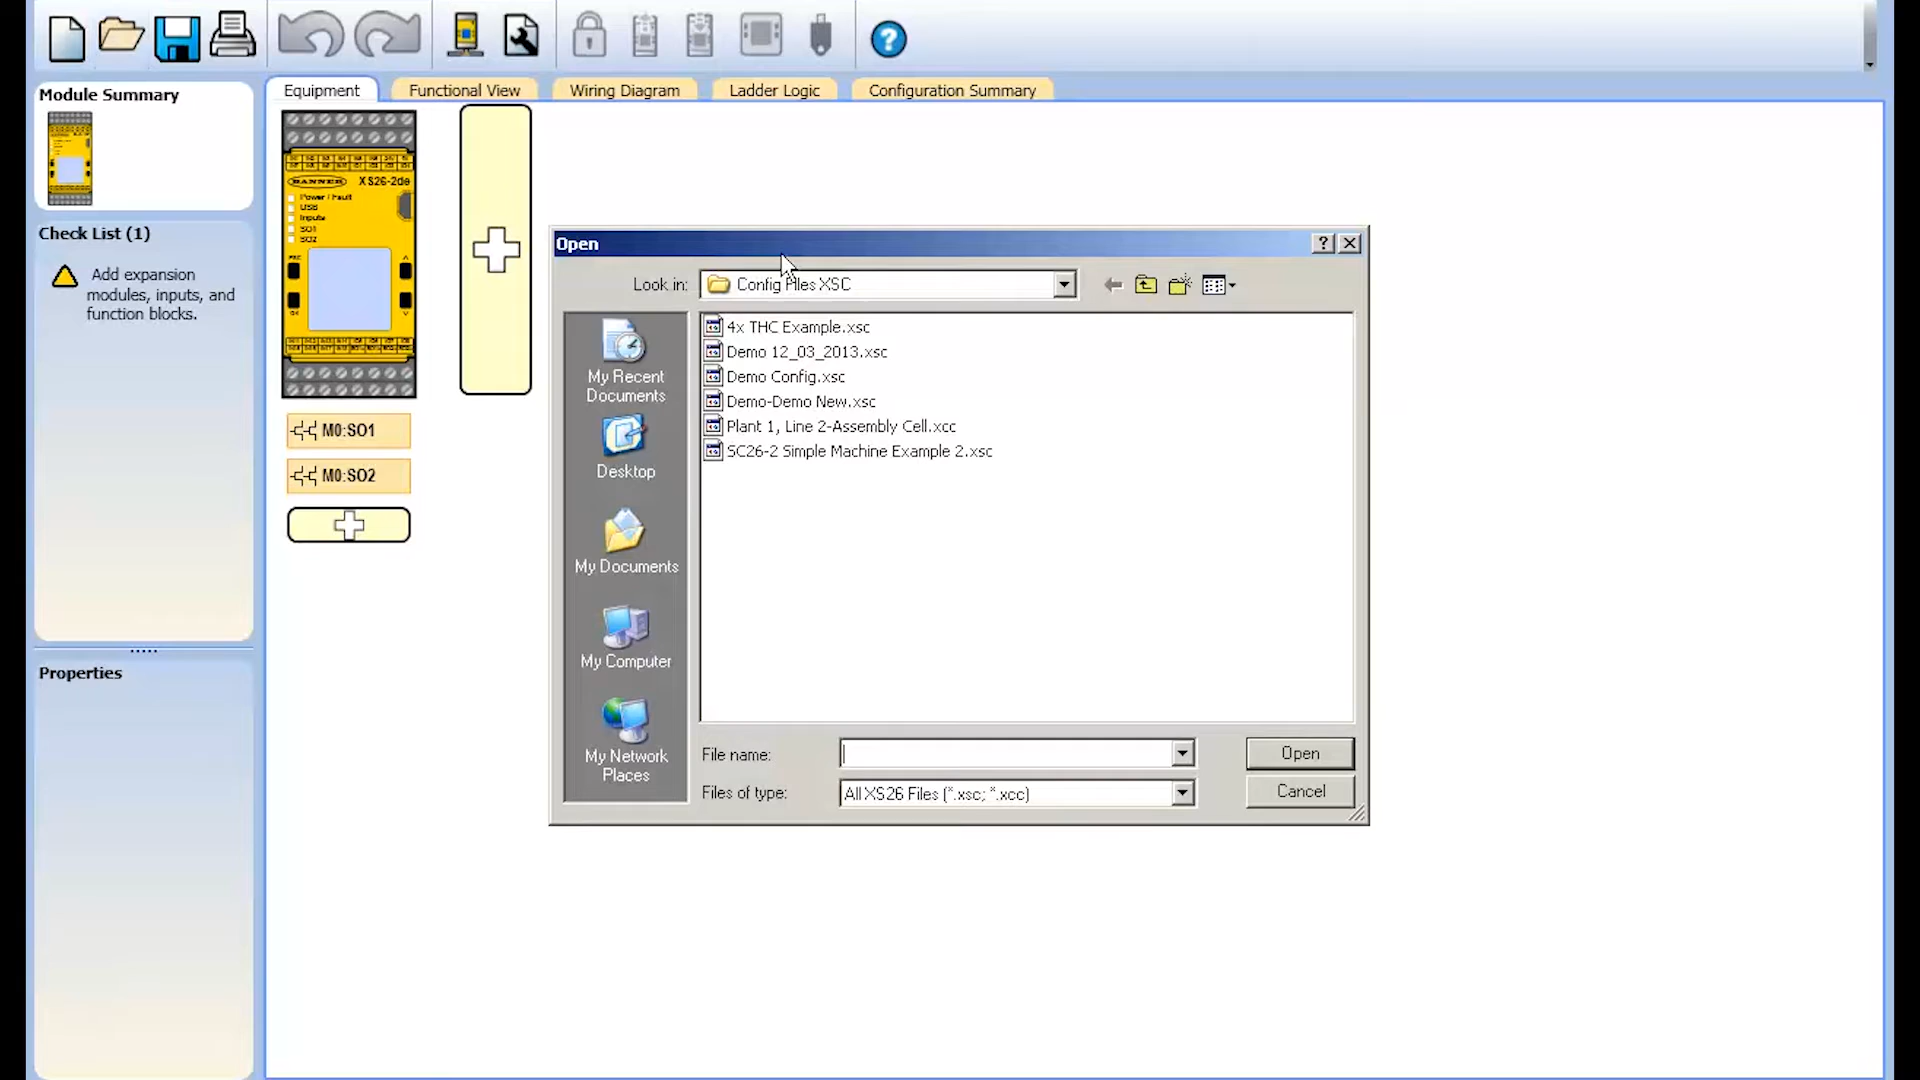 Module Summary
Check List (1)
Add expansion
modules, inputs, and
function blocks.
Properties
Equipment
Functional View
Wiring Diagram
Ladder Logic
Configuration Summary
BANNER XS26-2de
Power / Fault
USB
Inputs
SO1
SO2
M0:SO1
M0:SO2
Open
Look in: Config Files XSC
My Recent
Documents
Desktop
My Documents
My Computer
My Network
Places
4x THC Example.xsc
Demo 12_03_2013.xsc
Demo Config.xsc
Demo-Demo New.xsc
Plant 1, Line 2-Assembly Cell.xcc
SC26-2 Simple Machine Example 2.xsc
File name:
Open
Files of type: All XS26 Files (*.xsc; *.xcc)
Cancel